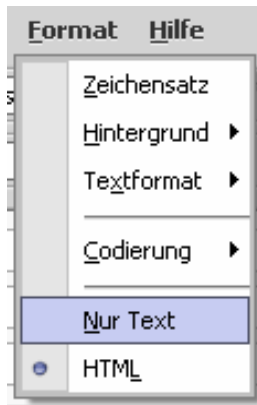 Format Hilfe
Zeichensatz
Hintergrund
Textformat
Codierung
Nur Text
HTML